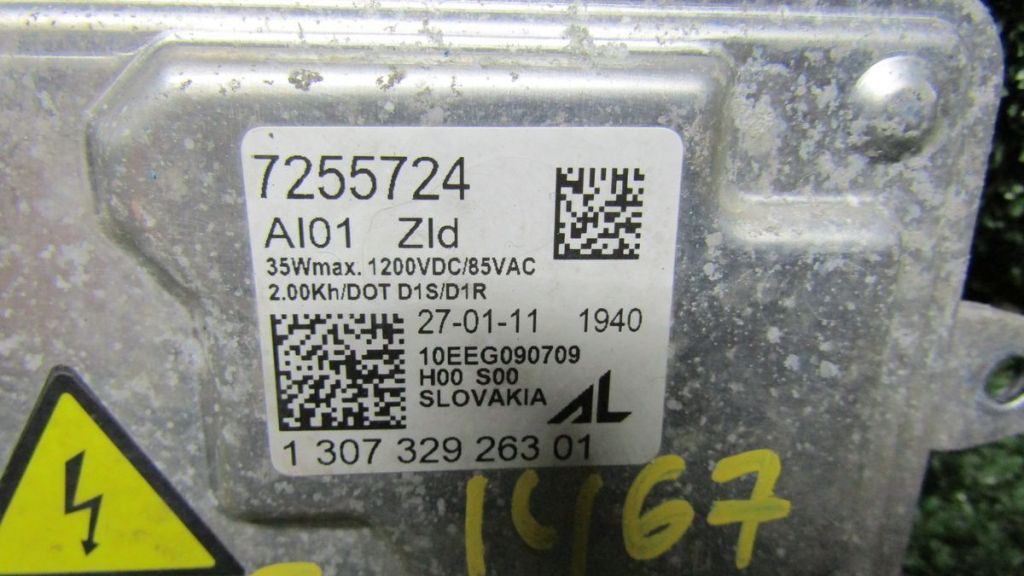 7255724
AI01 ZId
35Wmax. 1200VDC/85VAC
2.00Kh/DOT D1S/D1R
27-01-11 1940
10EEG090709
H00 S00
SLOVAKIA AL
1 307 329 263 01
1467